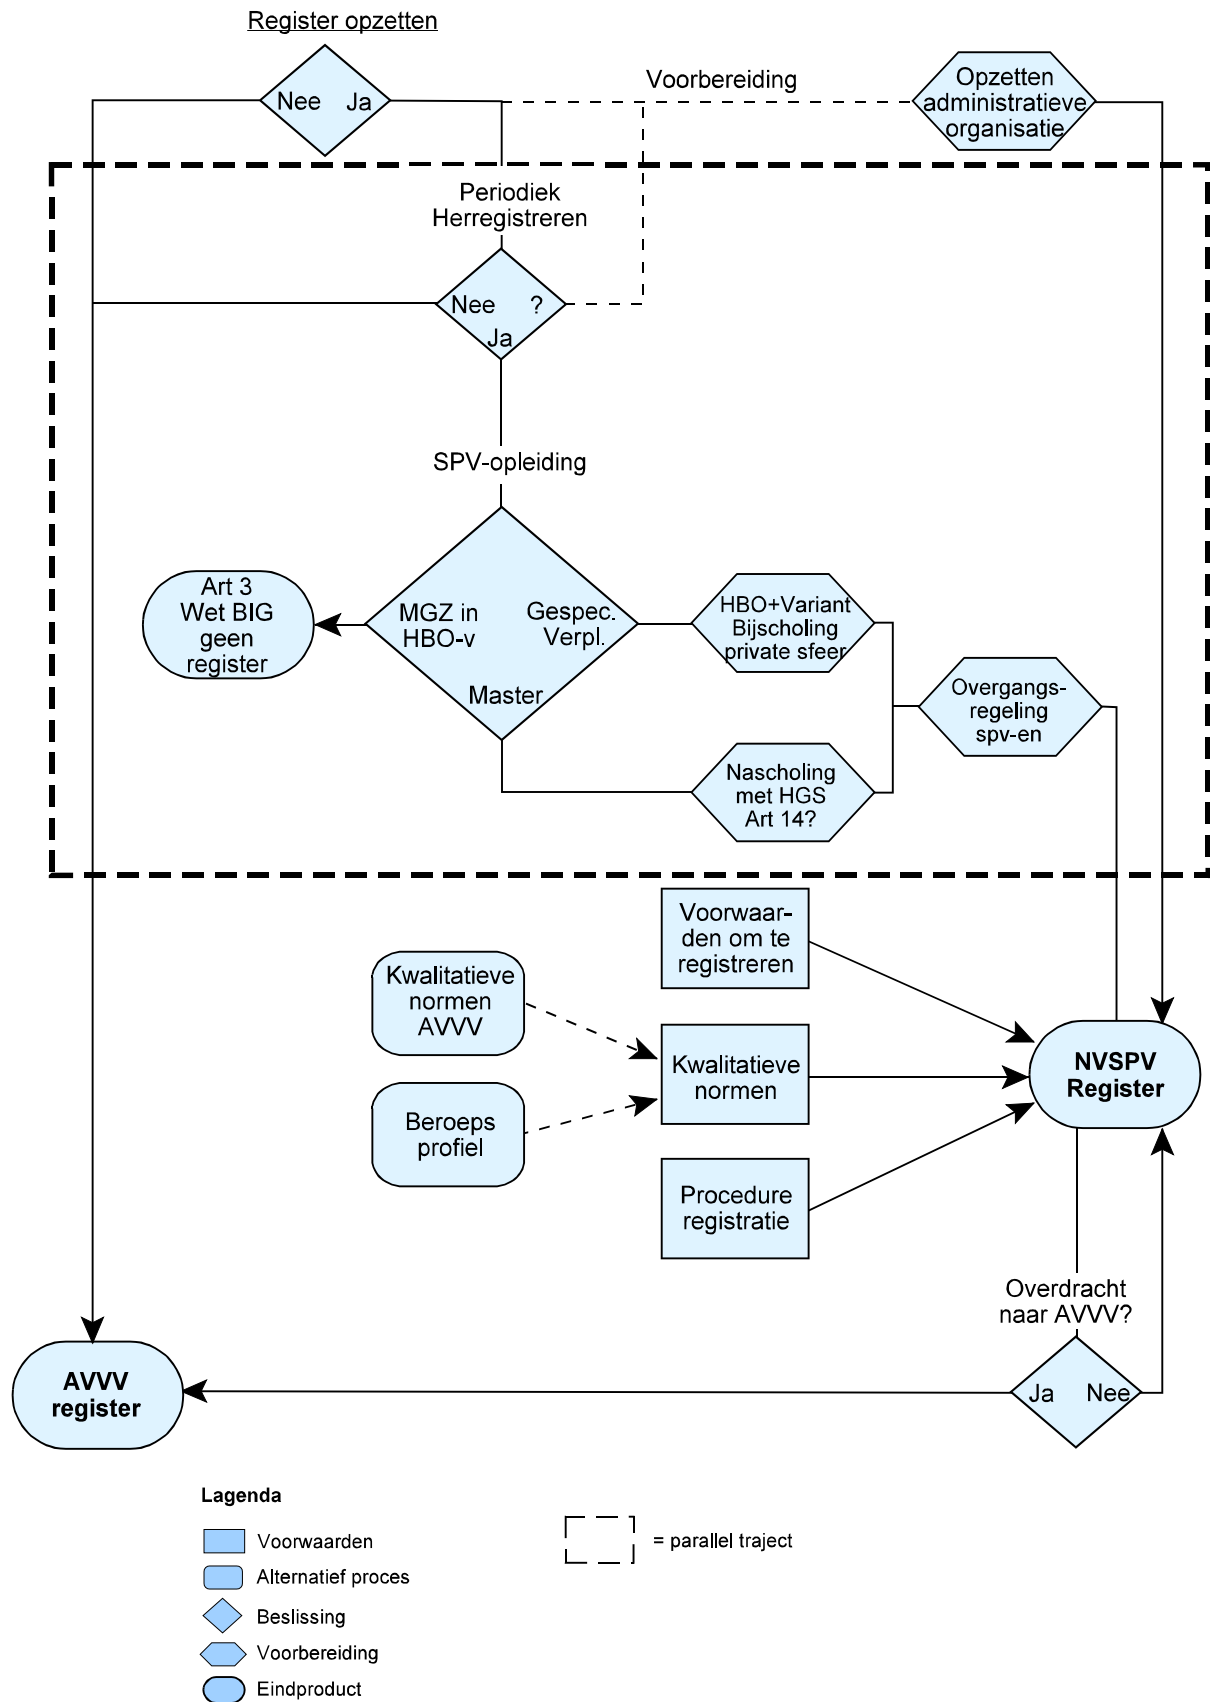 Register opzetten
Nee Ja
Voorbereiding
Opzetten
administratieve
organisatie
Periodiek
Herregistreren
Nee ?
Ja
SPV-opleiding
Art 3
Wet BIG
geen
register
MGZ in
HBO-v
Gespec.
Verpl.
Master
HBO+Variant
Bijscholing
private sfeer
Overgangs-
regeling
spv-en
Nascholing
met HGS
Art 14?
Voorwaar-
den om te
registreren
Kwalitatieve
normen
AVVV
Kwalitatieve
normen
NVSPV
Register
Beroeps
profiel
Procedure
registratie
Overdracht
naar AVVV?
Ja Nee
AVVV
register
Lagenda
Voorwaarden
= parallel traject
Alternatief proces
Beslissing
Voorbereiding
Eindproduct